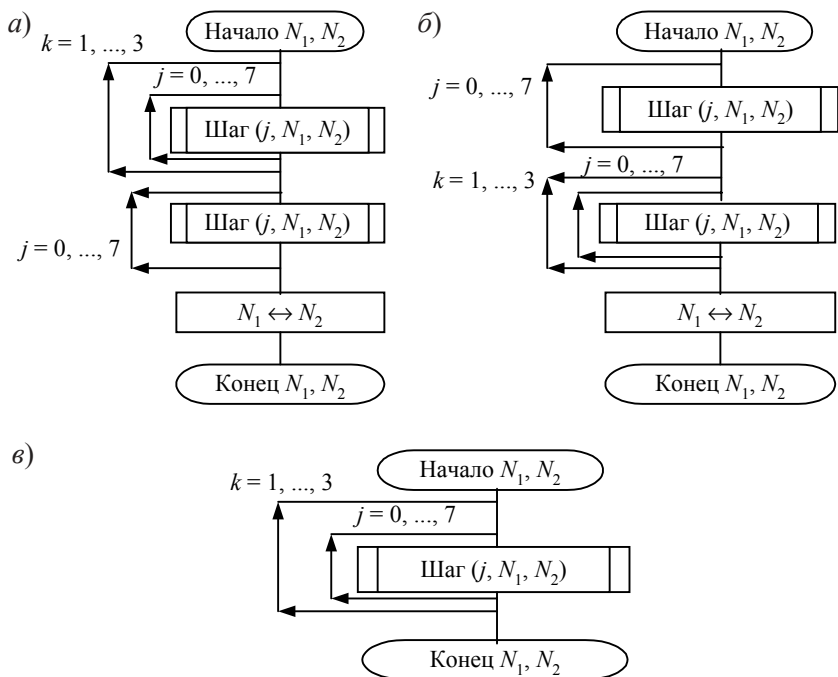 а)
Начало N₁, N₂
k = 1, ..., 3
j = 0, ..., 7
Шаг (j, N₁, N₂)
Шаг (j, N₁, N₂)
j = 0, ..., 7
N₁ ↔ N₂
Конец N₁, N₂
б)
Начало N₁, N₂
j = 0, ..., 7
Шаг (j, N₁, N₂)
j = 0, ..., 7
k = 1, ..., 3
Шаг (j, N₁, N₂)
N₁ ↔ N₂
Конец N₁, N₂
в)
Начало N₁, N₂
k = 1, ..., 3
j = 0, ..., 7
Шаг (j, N₁, N₂)
Конец N₁, N₂